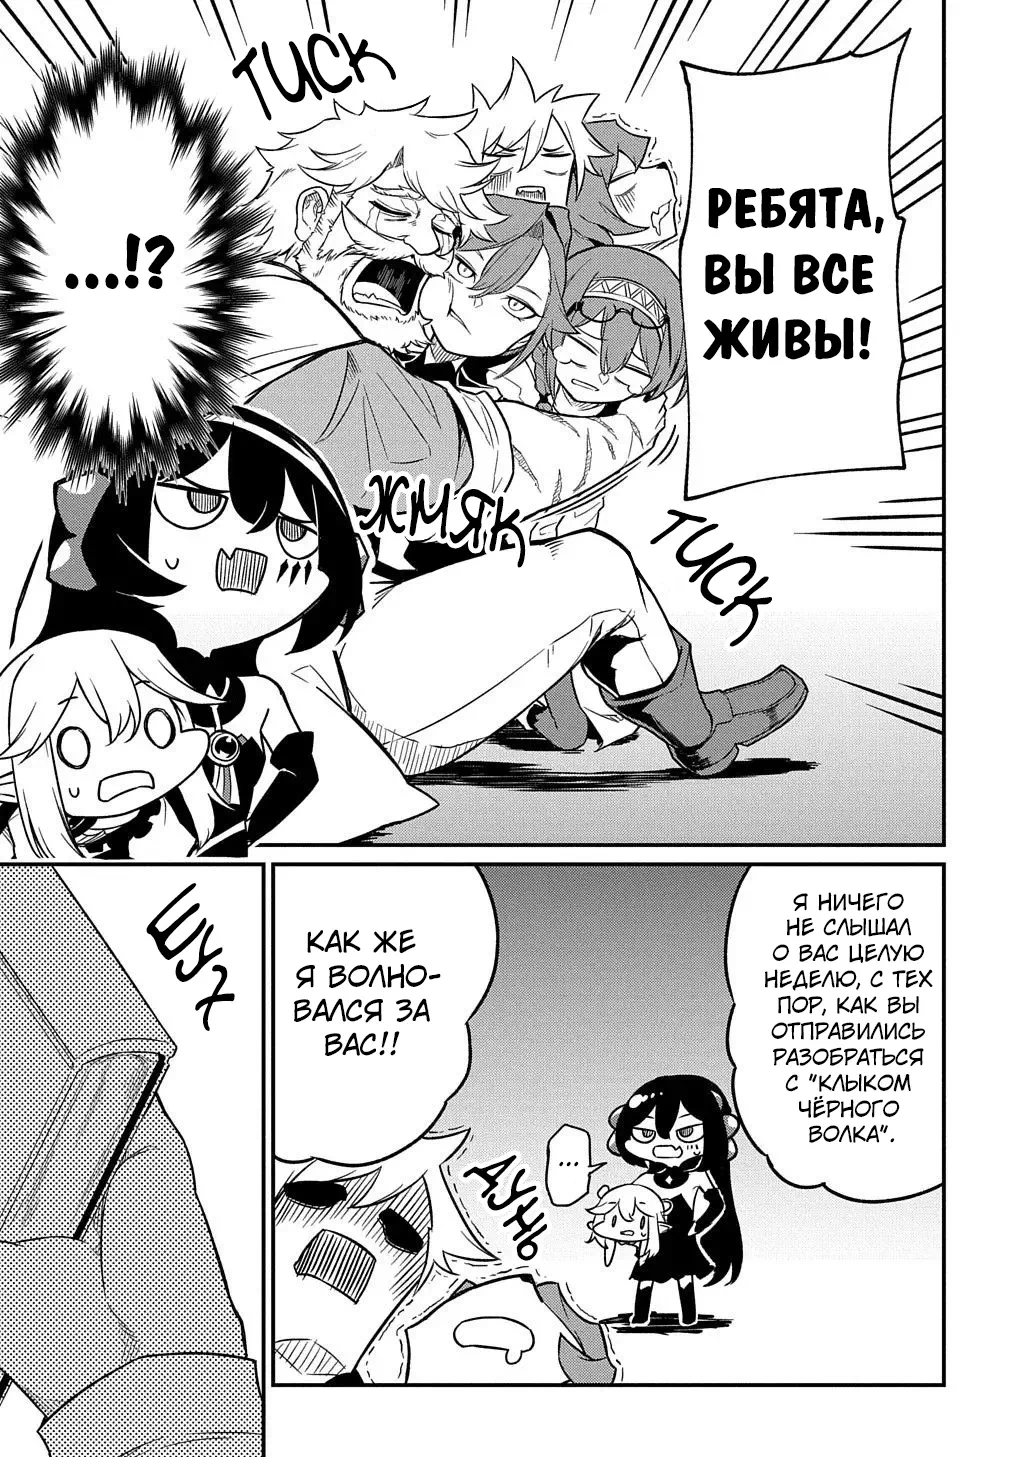 РЕБЯТА,
ВЫ ВСЕ
ЖИВЫ!
ТИСК
...!?
ЖМЯК
ТИСК
Я НИЧЕГО
НЕ СЛЫШАЛ
О ВАС ЦЕЛУЮ
НЕДЕЛЮ, С ТЕХ
ПОР, КАК ВЫ
ОТПРАВИЛИСЬ
РАЗОБРАТЬСЯ
С "КЛЫКОМ
ЧЁРНОГО
ВОЛКА".
...
КАК ЖЕ
Я ВОЛНО-
ВАЛСЯ ЗА
ВАС!!
ДУНЬ
ШУХ